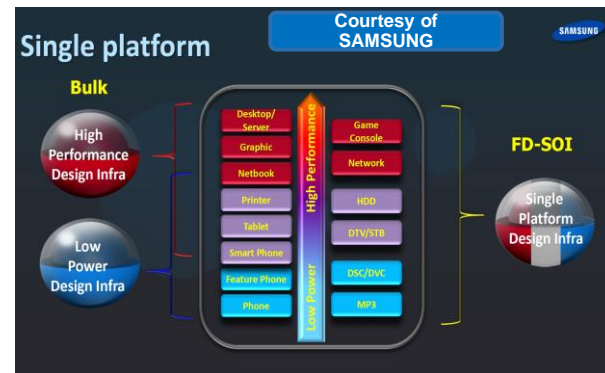 Courtesy of
SAMSUNG
SAMSUNG
Single platform
Bulk
High
Performance
Design Infra
Low
Power
Design Infra
Desktop/
Server
Graphic
Netbook
Printer
Tablet
Smart Phone
Feature Phone
Phone
High Performance
Low Power
Game
Console
Network
HDD
DTV/STB
DSC/DVC
MP3
FD-SOI
Single
Platform
Design Infra